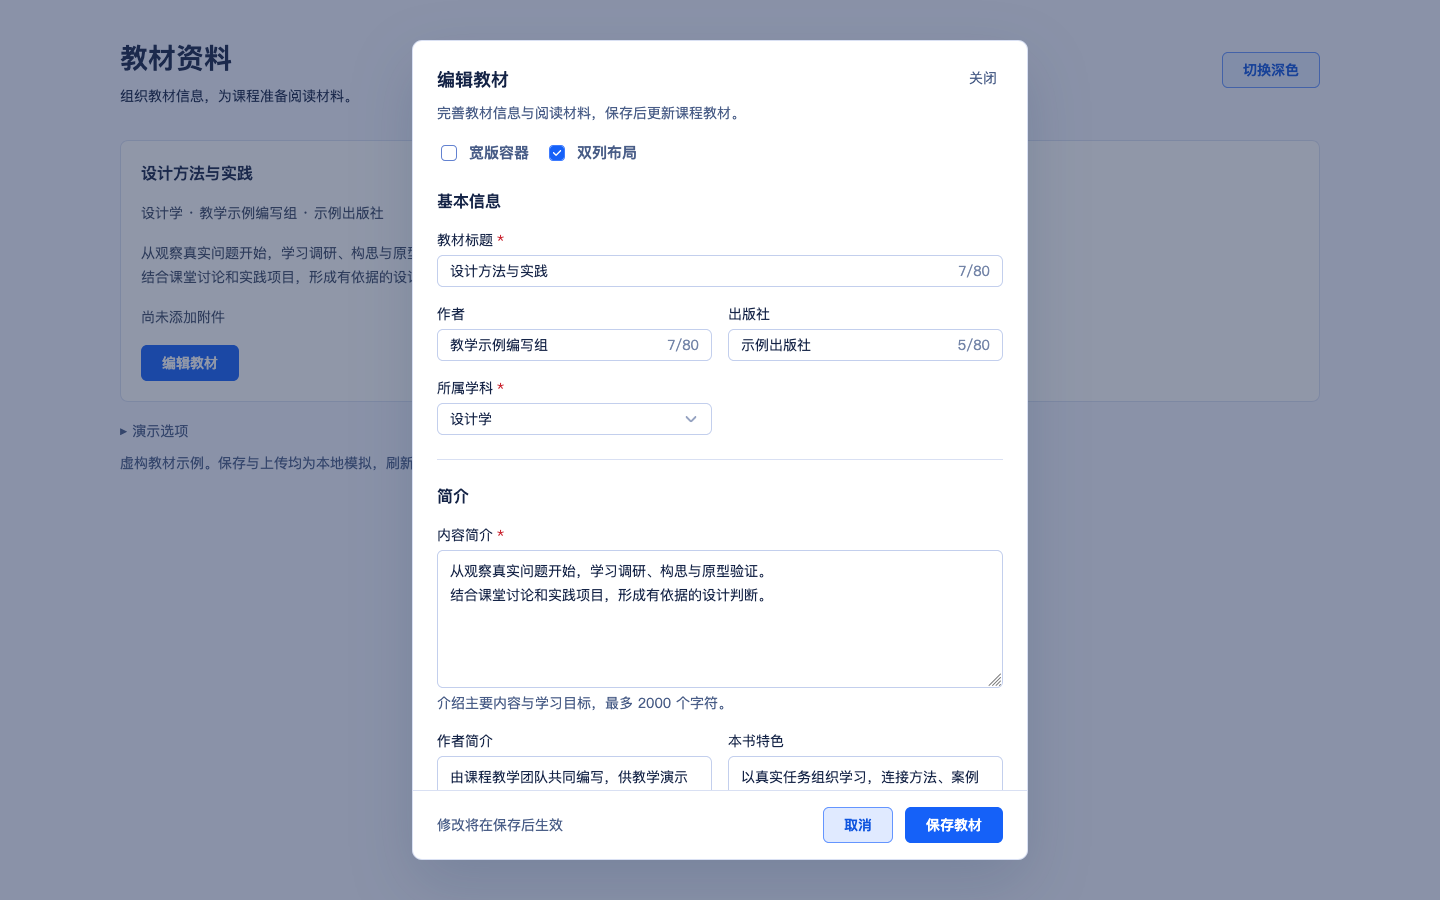 教材资料
组织教材信息，为课程准备阅读材料。
切换深色
设计方法与实践
设计学 · 教学示例编写组 · 示例出版社
从观察真实问题开始，学习调研、构思与原
结合课堂讨论和实践项目，形成有依据的设
尚未添加附件
编辑教材
▸ 演示选项
虚构教材示例。保存与上传均为本地模拟，刷新
编辑教材
关闭
完善教材信息与阅读材料，保存后更新课程教材。
宽版容器 双列布局
基本信息
教材标题 *
设计方法与实践 7/80
作者 出版社
教学示例编写组 7/80 示例出版社 5/80
所属学科 *
设计学
简介
内容简介 *
从观察真实问题开始，学习调研、构思与原型验证。
结合课堂讨论和实践项目，形成有依据的设计判断。
介绍主要内容与学习目标，最多 2000 个字符。
作者简介 本书特色
由课程教学团队共同编写，供教学演示 以真实任务组织学习，连接方法、案例
修改将在保存后生效
取消 保存教材